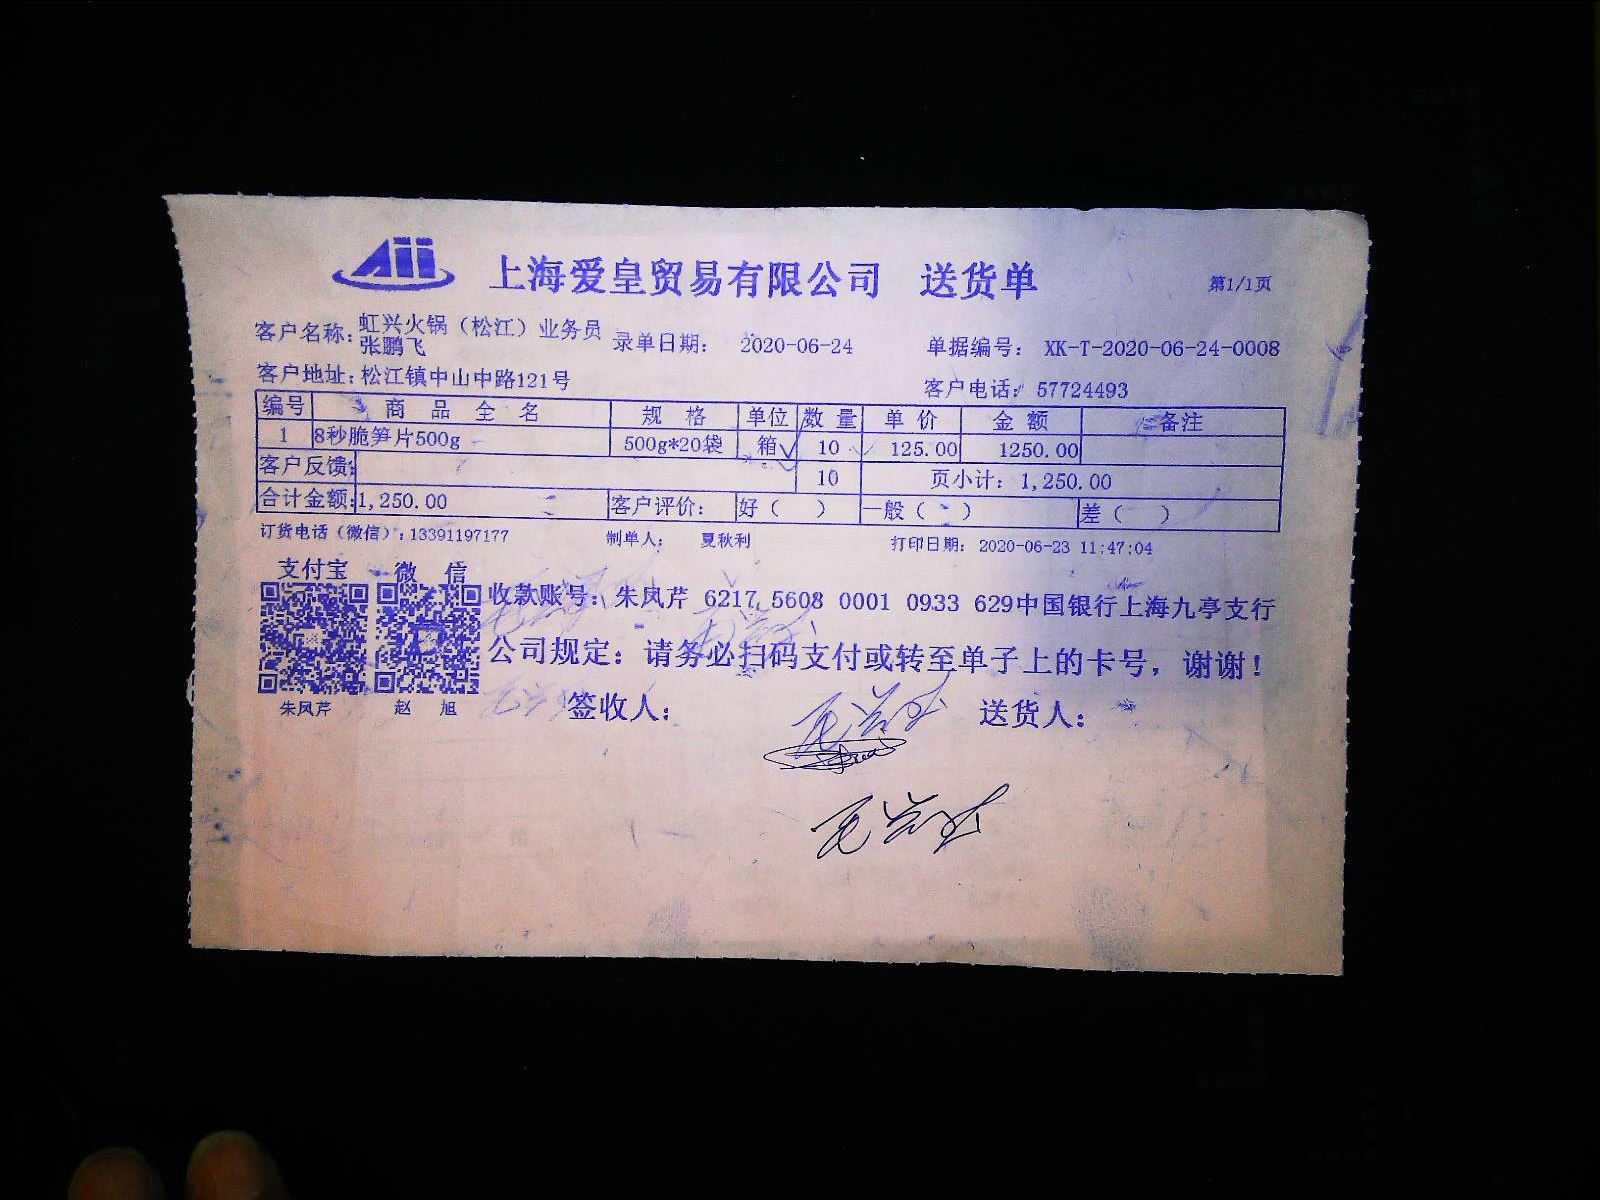 AII 上海爱皇贸易有限公司 送货单 第1/1页
客户名称: 虹兴火锅（松江）业务员张鹏飞 录单日期: 2020-06-24 单据编号: XK-T-2020-06-24-0008
客户地址: 松江镇中山中路121号 客户电话: 57724493
编号 商品全名 规格 单位 数量 单价 金额 备注
1 8秒脆笋片500g 500g*20袋 箱 10 125.00 1250.00
客户反馈: 10 页小计: 1,250.00
合计金额: 1,250.00 客户评价: 好（ ） 一般（ ） 差（ ）
订货电话（微信）: 13391197177 制单人: 夏秋利 打印日期: 2020-06-23 11:47:04
支付宝 微信
收款账号: 朱凤芹 6217 5608 0001 0933 629中国银行上海九亭支行
公司规定: 请务必扫码支付或转至单子上的卡号，谢谢!
朱凤芹 赵旭 签收人: 送货人: